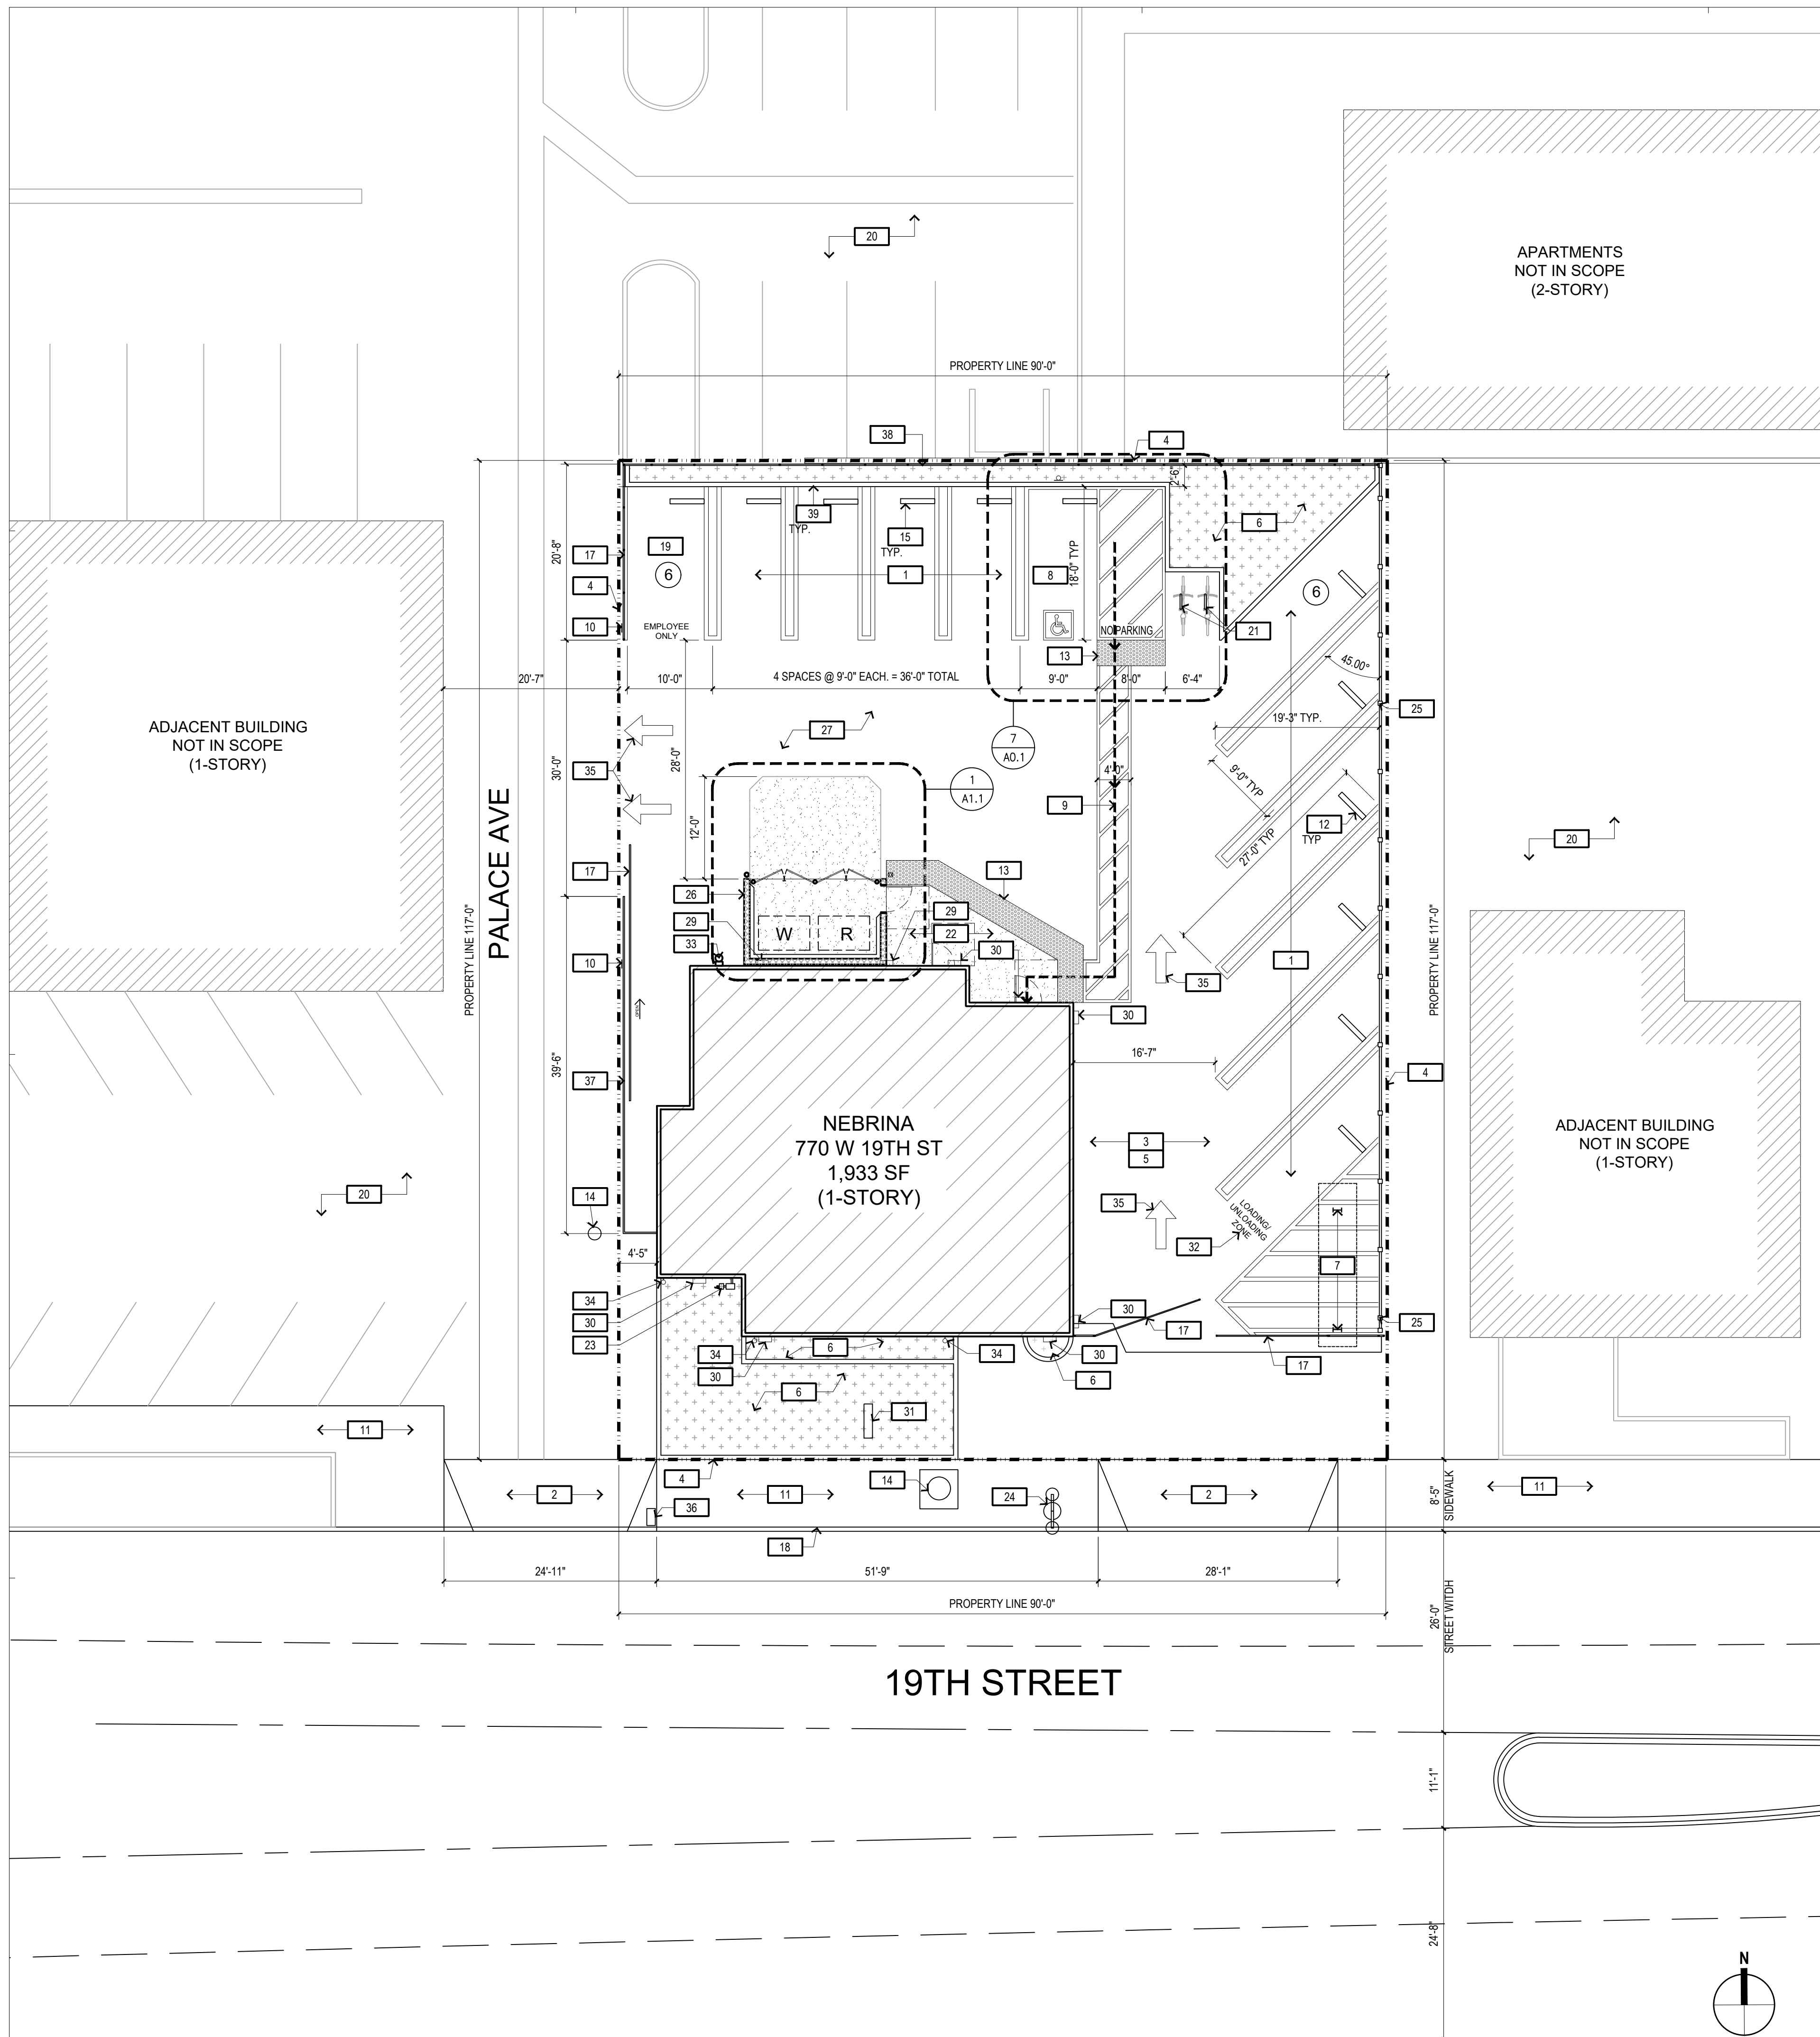 20
APARTMENTS
NOT IN SCOPE
(2-STORY)
PROPERTY LINE 90'-0"
38
4
2'-6"
39
TYP.
15
TYP.
6
17
19
6
20'-8"
1
8
18'-0" TYP
6
4
10
EMPLOYEE
ONLY
NO PARKING
21
13
45.00°
20'-7"
10'-0"
4 SPACES @ 9'-0" EACH. = 36'-0" TOTAL
9'-0"
8'-0"
6'-4"
25
19'-3" TYP.
ADJACENT BUILDING
NOT IN SCOPE
(1-STORY)
27
7
A0.1
35
30'-0"
28'-0"
1
A1.1
4'-0"
9'-0" TYP
9
12
TYP
27'-0" TYP
20
12'-0"
PALACE AVE
17
13
26
29
29
W
R
22
33
30
PROPERTY LINE 117'-0"
10
1
35
PROPERTY LINE 117'-0"
OPEN
30
16'-7"
39'-6"
37
4
NEBRINA
770 W 19TH ST
1,933 SF
(1-STORY)
3
5
ADJACENT BUILDING
NOT IN SCOPE
(1-STORY)
20
14
35
LOADING/
UNLOADING
ZONE
32
4'-5"
7
34
30
30
17
25
23
34
6
34
30
17
30
6
6
31
11
4
11
14
24
2
2
11
8'-5"
SIDEWALK
36
18
24'-11"
51'-9"
28'-1"
PROPERTY LINE 90'-0"
26'-0"
STREET WITDH
19TH STREET
11'-1"
24'-8"
N